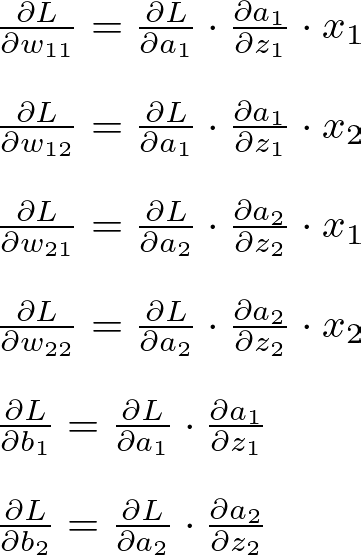 ∂L/∂w₁₁ = ∂L/∂a₁ · ∂a₁/∂z₁ · x₁
∂L/∂w₁₂ = ∂L/∂a₁ · ∂a₁/∂z₁ · x₂
∂L/∂w₂₁ = ∂L/∂a₂ · ∂a₂/∂z₂ · x₁
∂L/∂w₂₂ = ∂L/∂a₂ · ∂a₂/∂z₂ · x₂
∂L/∂b₁ = ∂L/∂a₁ · ∂a₁/∂z₁
∂L/∂b₂ = ∂L/∂a₂ · ∂a₂/∂z₂